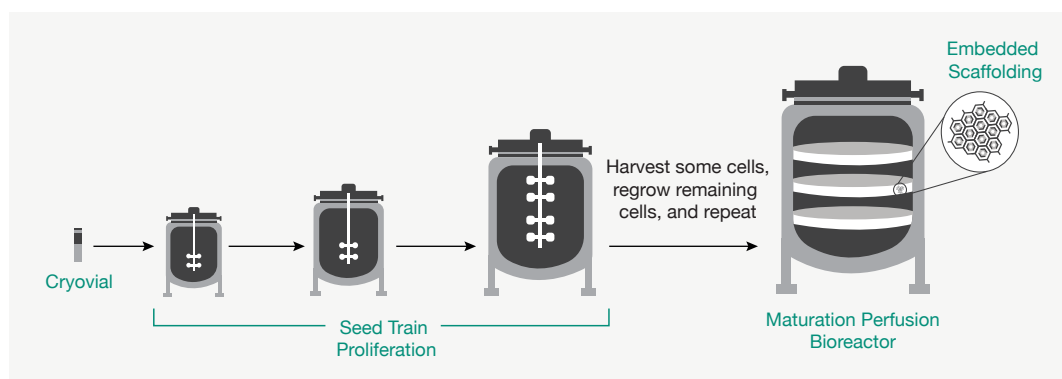 Embedded
Scaffolding
Harvest some cells,
regrow remaining
cells, and repeat
Cryovial
Seed Train
Proliferation
Maturation Perfusion
Bioreactor